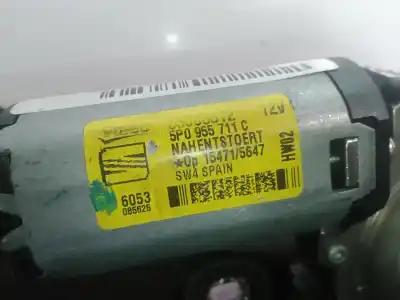 12V
5P0 955 711 C
NAHENTSTOERT
15471/5647
SW4 SPAIN
HW02
6053
085626